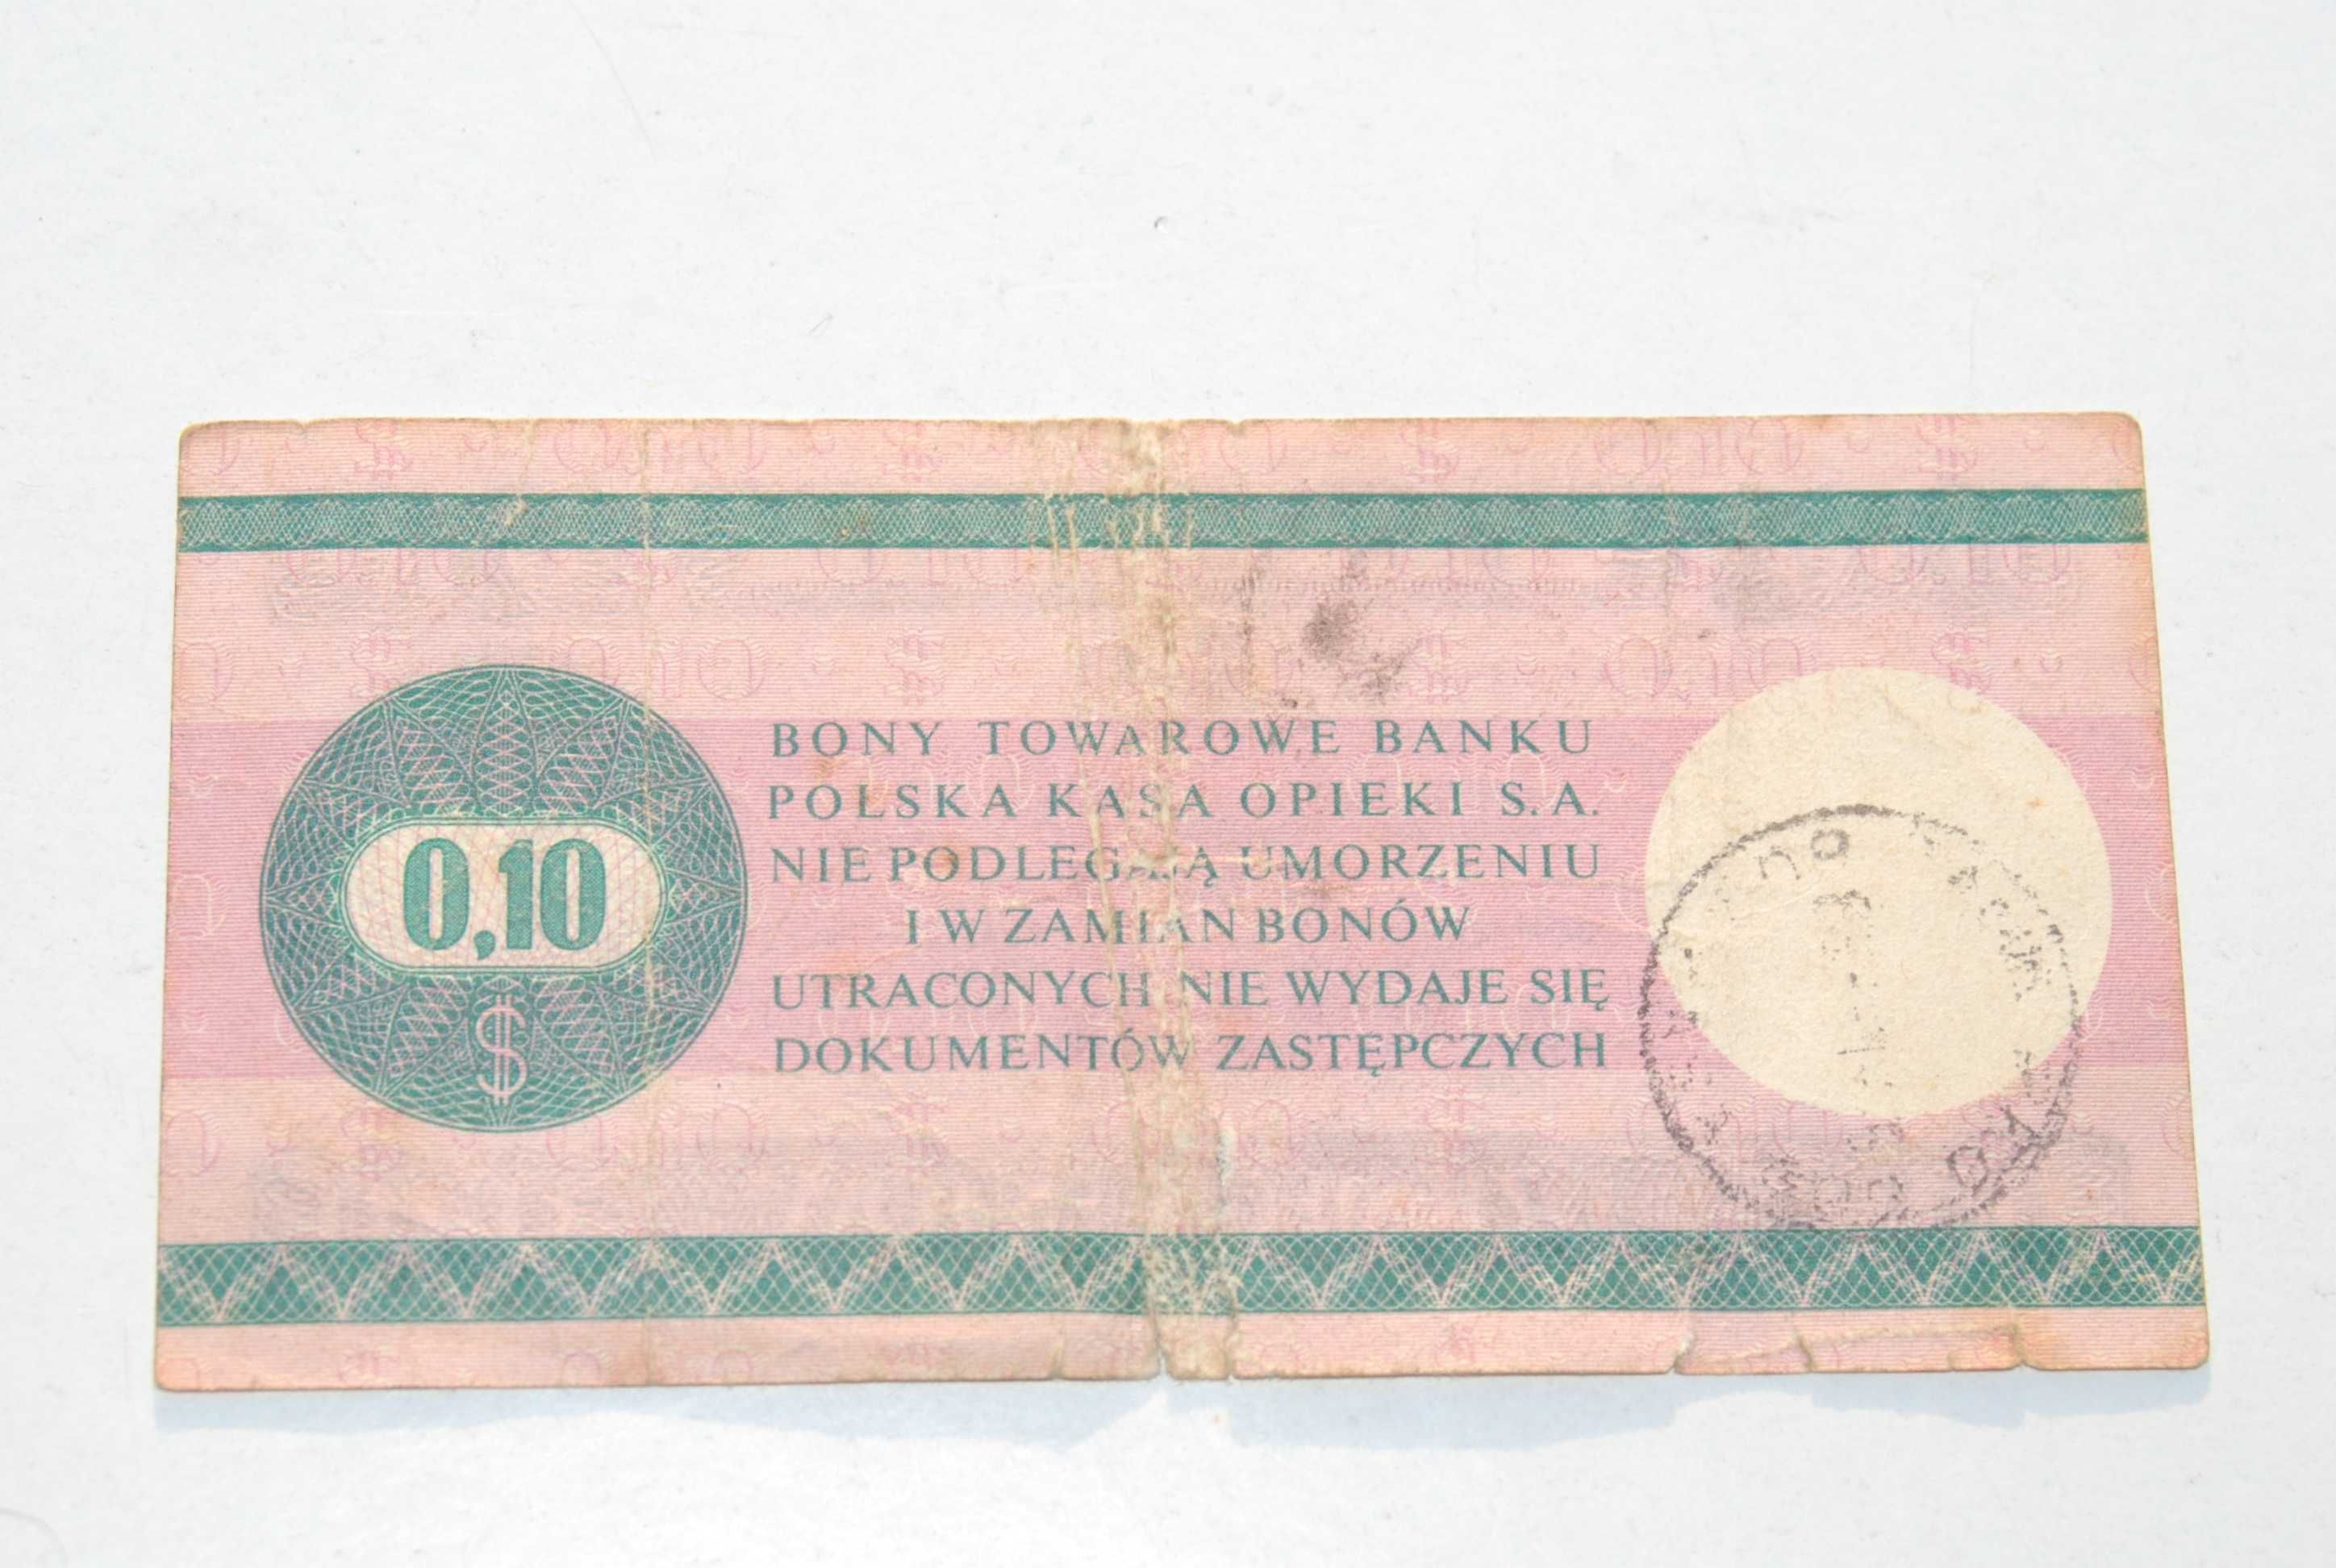 BONY TOWAROWE BANKU
POLSKA KASA OPIEKI S.A.
0,10
$
NIE PODLEGAJĄ UMORZENIU
I W ZAMIAN BONÓW
UTRACONYCH NIE WYDAJE SIĘ
DOKUMENTÓW ZASTĘPCZYCH